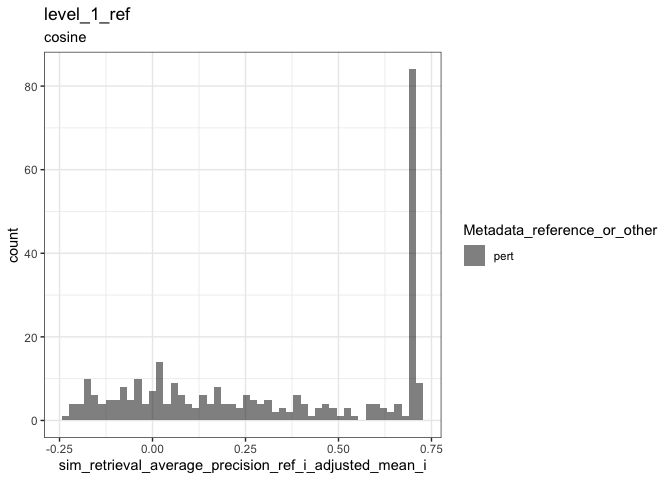 level_1_ref
cosine
80
60
40
20
0
count
-0.25 0.00 0.25 0.50 0.75
sim_retrieval_average_precision_ref_i_adjusted_mean_i
Metadata_reference_or_other
pert